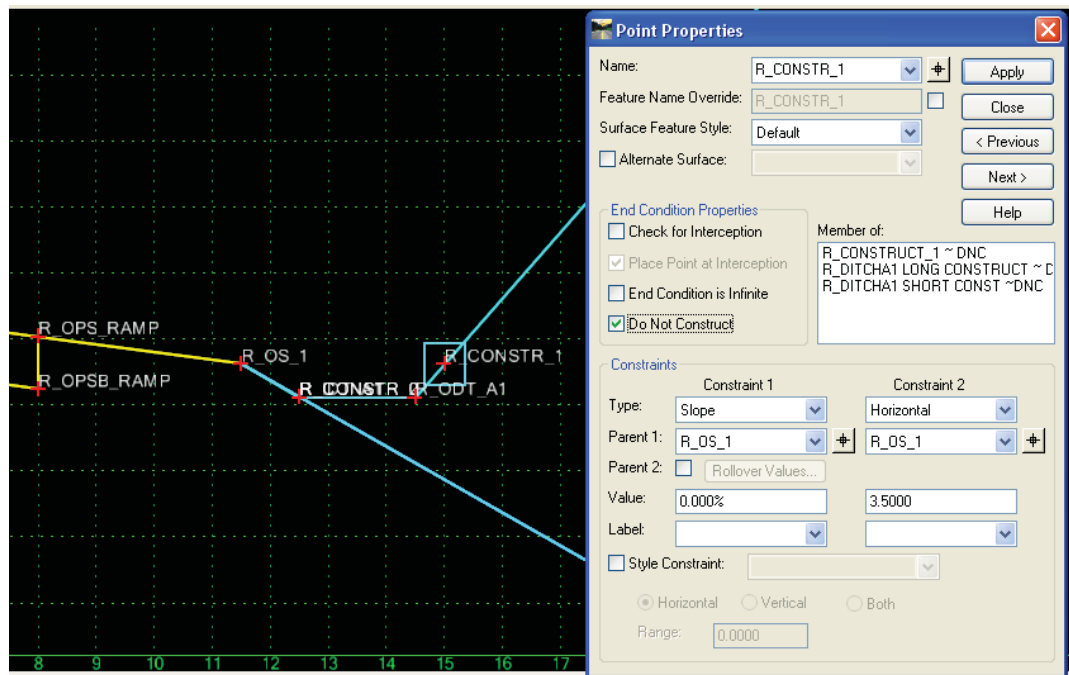 Point Properties
Name:
R_CONSTR_1
Apply
Feature Name Override:
R_CONSTR_1
Close
Surface Feature Style:
Default
< Previous
Alternate Surface:
Next >
Help
End Condition Properties
Check for Interception
Place Point at Interception
End Condition is Infinite
Do Not Construct
Member of:
R_CONSTRUCT_1 ~ DNC
R_DITCHA1 LONG CONSTRUCT ~ D
R_DITCHA1 SHORT CONST ~DNC
Constraints
Constraint 1
Constraint 2
Type:
Slope
Horizontal
Parent 1:
R_OS_1
R_OS_1
Parent 2:
Rollover Values...
Value:
0.000%
3.5000
Label:
Style Constraint:
Horizontal
Vertical
Both
Range:
0.0000
R_OPS_RAMP
R_OS_1
R_CONSTR_1
R_OPSB_RAMP
R_ODT_A1
8 9 10 11 12 13 14 15 16 17